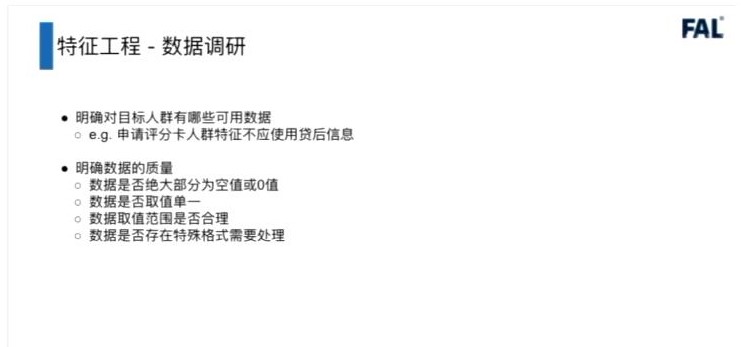 特征工程 - 数据调研
FAL
● 明确对目标人群有哪些可用数据
○ e.g. 申请评分卡人群特征不应使用贷后信息
● 明确数据的质量
○ 数据是否绝大部分为空值或0值
○ 数据是否取值单一
○ 数据取值范围是否合理
○ 数据是否存在特殊格式需要处理